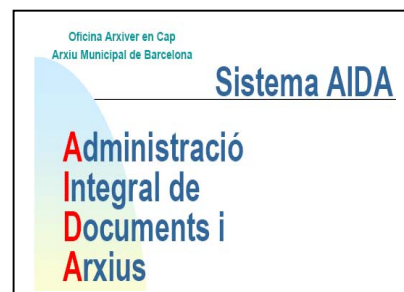 Oficina Arxiver en Cap
Arxiu Municipal de Barcelona
Sistema AIDA
Administració
Integral de
Documents i
Arxius